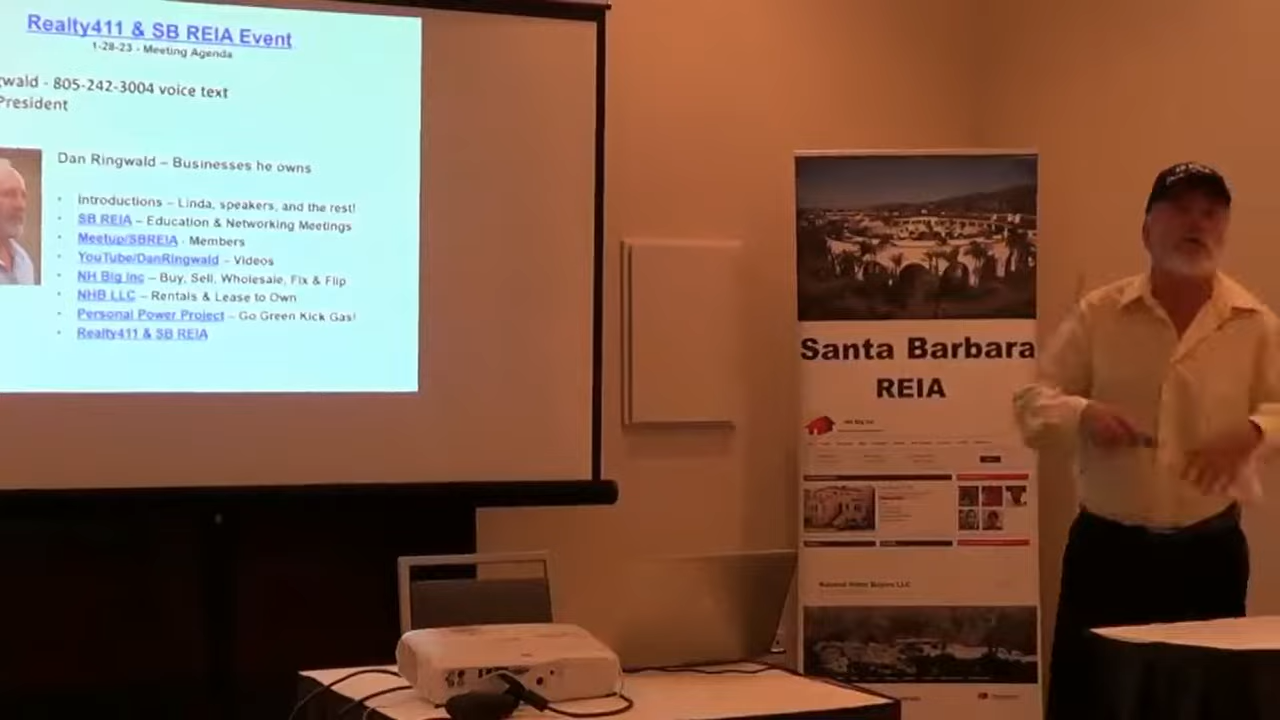 Realty411 & SB REIA Event
1-28-23 - Meeting Agenda
wald - 805-242-3004 voice text
President
Dan Ringwald – Businesses he owns
• Introductions – Linda, speakers, and the rest!
• SB REIA – Education & Networking Meetings
• Meetup/SBREIA - Members
• YouTube/DanRingwald – Videos
• NH Big Inc – Buy, Sell, Wholesale, Fix & Flip
• NHB LLC – Rentals & Lease to Own
• Personal Power Project – Go Green Kick Gas!
• Realty411 & SB REIA
Santa Barbara
REIA
NH Big Inc
National Home Buyers LLC